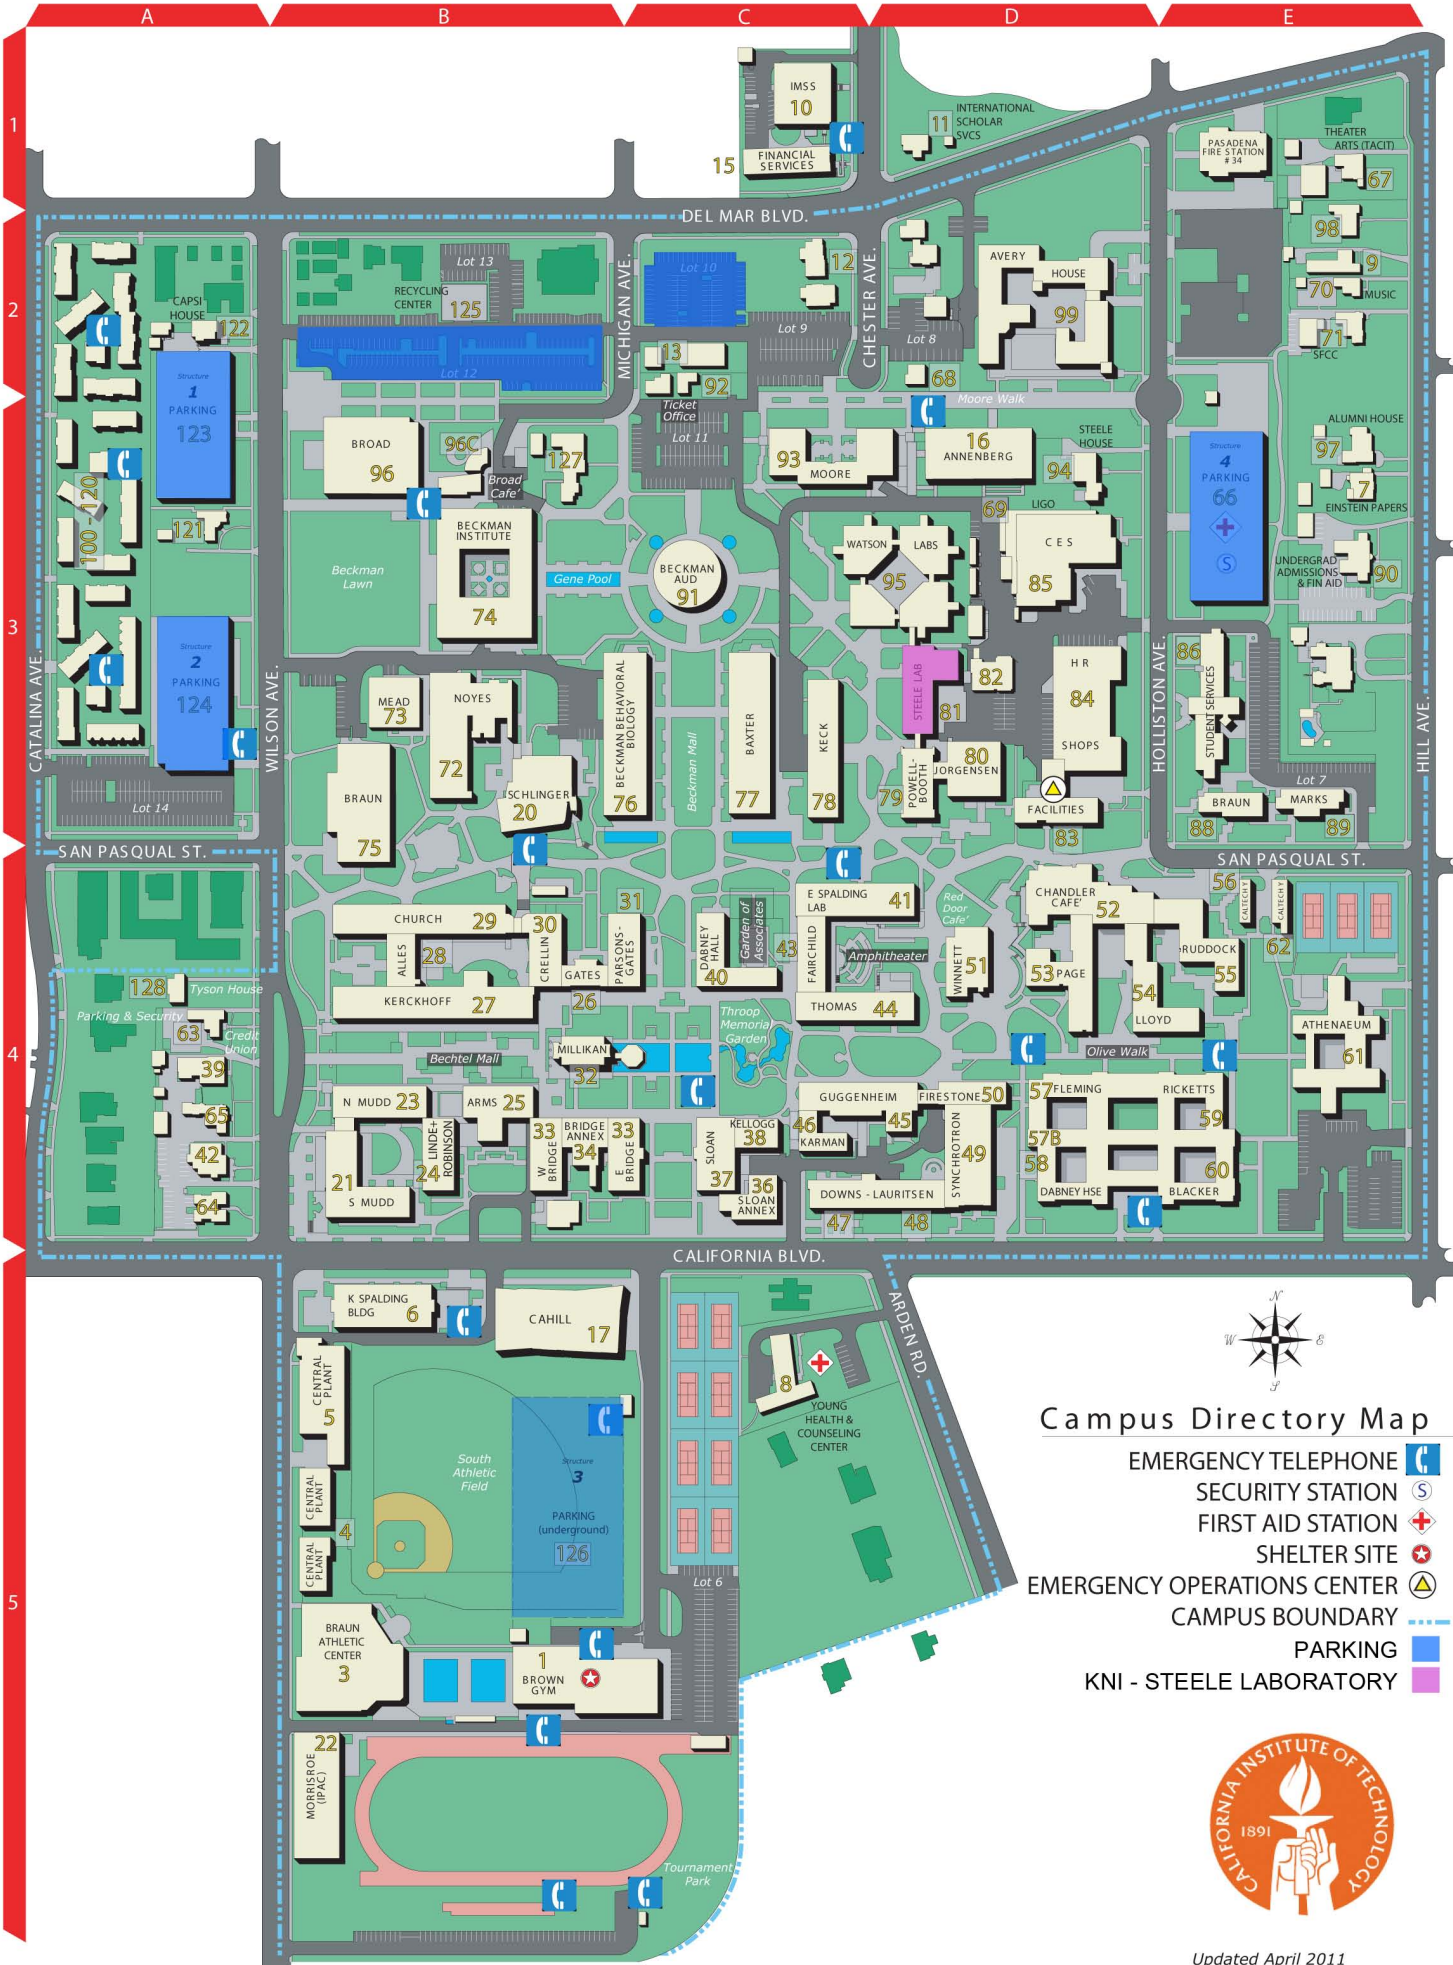 A
B
C
D
E
1
IMSS
10
15
FINANCIAL
SERVICES
11
INTERNATIONAL
SCHOLAR
SVCS
PASADENA
FIRE STATION
# 34
THEATER
ARTS (TACIT)
67
DEL MAR BLVD.
2
CAPSI
HOUSE
122
Lot 13
RECYCLING
CENTER
125
Lot 12
MICHIGAN AVE.
Lot 10
12
Lot 9
13
92
CHESTER AVE.
Lot 8
68
AVERY
HOUSE
99
98
9
70
MUSIC
71
SFCC
Structure
1
PARKING
123
Ticket
Office
Lot 11
Moore Walk
BROAD
96
96C
Broad
Cafe'
127
93
MOORE
16
ANNENBERG
STEELE
HOUSE
94
Structure
4
PARKING
66
S
ALUMNI HOUSE
97
7
EINSTEIN PAPERS
UNDERGRAD
ADMISSIONS
& FIN AID
90
3
100 - 120
121
Beckman
Lawn
BECKMAN
INSTITUTE
74
Gene Pool
BECKMAN
AUD
91
WATSON
LABS
95
69
LIGO
CES
85
Structure
2
PARKING
124
CATALINA AVE.
WILSON AVE.
Lot 14
MEAD
73
NOYES
72
BRAUN
75
SCHLINGER
20
BECKMAN BEHAVIORAL
BIOLOGY
76
Beckman Mall
BAXTER
77
KECK
78
STEELE LAB
81
82
HR
84
SHOPS
80
JORGENSEN
79
POWELL-
BOOTH
FACILITIES
83
HOLLISTON AVE.
86
STUDENT SERVICES
HILL AVE.
Lot 7
BRAUN
88
MARKS
89
SAN PASQUAL ST.
SAN PASQUAL ST.
4
CHURCH
29
30
31
ALLES
28
CRELLIN
GATES
26
PARSONS-
GATES
KERCKHOFF
27
DABNEY
HALL
40
Garden of
Associates
43
E SPALDING
LAB
41
FAIRCHILD
Amphitheater
THOMAS
44
Red
Door
Cafe'
WINNETT
51
CHANDLER
CAFE'
52
53
PAGE
54
LLOYD
RUDDOCK
55
56
CALTECH Y
CALTECH Y
62
128
Tyson House
Parking & Security
63
Credit
Union
39
65
42
64
Bechtel Mall
MILLIKAN
32
Throop
Memorial
Garden
Olive Walk
ATHENAEUM
61
N MUDD
23
ARMS
25
LINDE+
ROBINSON
24
21
S MUDD
33
W
BRIDGE
BRIDGE
ANNEX
34
33
E
BRIDGE
SLOAN
37
KELLOGG
38
36
SLOAN
ANNEX
GUGGENHEIM
45
46
KARMAN
FIRESTONE
50
SYNCHROTRON
49
DOWNS - LAURITSEN
47
48
57
FLEMING
57B
58
DABNEY HSE
RICKETTS
59
60
BLACKER
CALIFORNIA BLVD.
5
K SPALDING
BLDG
6
CAHILL
17
CENTRAL
PLANT
5
CENTRAL
PLANT
4
CENTRAL
PLANT
South
Athletic
Field
Structure
3
PARKING
(underground)
126
8
YOUNG
HEALTH &
COUNSELING
CENTER
ARDEN RD.
Lot 6
BRAUN
ATHLETIC
CENTER
3
1
BROWN
GYM
22
MORRISROE
(IPAC)
Tournament
Park
N
W
E
S
Campus Directory Map
EMERGENCY TELEPHONE
SECURITY STATION S
FIRST AID STATION
SHELTER SITE
EMERGENCY OPERATIONS CENTER
CAMPUS BOUNDARY
PARKING
KNI - STEELE LABORATORY
CALIFORNIA INSTITUTE OF TECHNOLOGY
1891
Updated April 2011